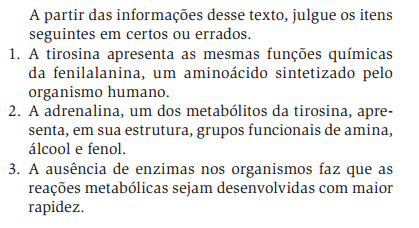 A partir das informações desse texto, julgue os itens
seguintes em certos ou errados.
1. A tirosina apresenta as mesmas funções químicas
da fenilalanina, um aminoácido sintetizado pelo
organismo humano.
2. A adrenalina, um dos metabólitos da tirosina, apre-
senta, em sua estrutura, grupos funcionais de amina,
álcool e fenol.
3. A ausência de enzimas nos organismos faz que as
reações metabólicas sejam desenvolvidas com maior
rapidez.